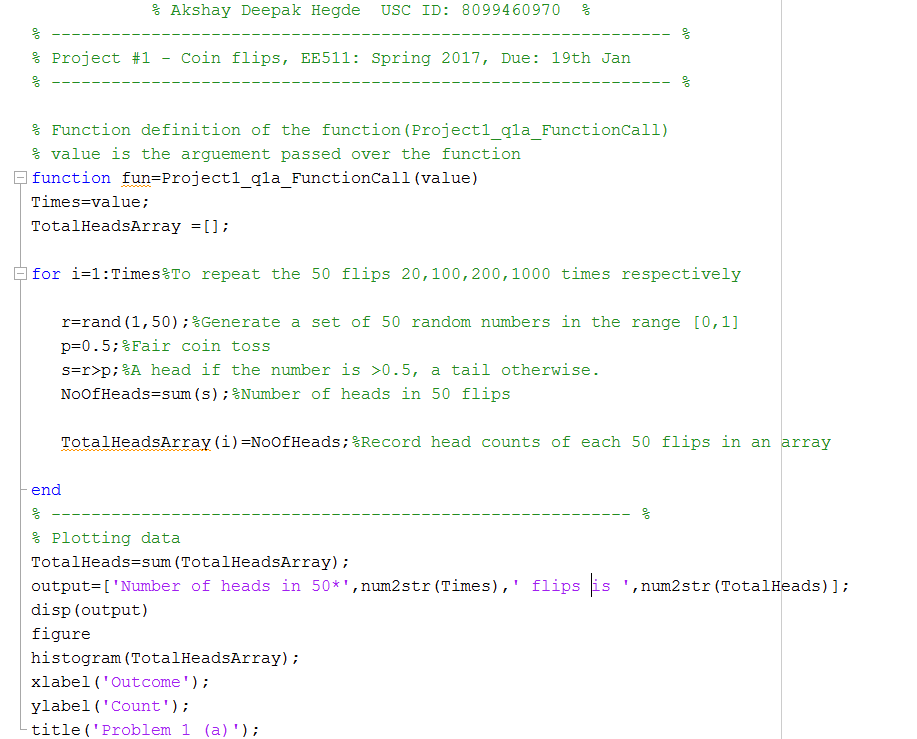 % Akshay Deepak Hegde  USC ID: 8099460970  %
% -------------------------------------------------------------- %
% Project #1 - Coin flips, EE511: Spring 2017, Due: 19th Jan
% -------------------------------------------------------------- %
% Function definition of the function(Project1_q1a_FunctionCall)
% value is the arguement passed over the function
function fun=Project1_q1a_FunctionCall(value)
Times=value;
TotalHeadsArray =[];
for i=1:Times%To repeat the 50 flips 20,100,200,1000 times respectively
r=rand(1,50);%Generate a set of 50 random numbers in the range [0,1]
p=0.5;%Fair coin toss
s=r>p;%A head if the number is >0.5, a tail otherwise.
NoOfHeads=sum(s);%Number of heads in 50 flips
TotalHeadsArray(i)=NoOfHeads;%Record head counts of each 50 flips in an array
end
% ---------------------------------------------------------- %
% Plotting data
TotalHeads=sum(TotalHeadsArray);
output=['Number of heads in 50*',num2str(Times),' flips is ',num2str(TotalHeads)];
disp(output)
figure
histogram(TotalHeadsArray);
xlabel('Outcome');
ylabel('Count');
title('Problem 1 (a)');